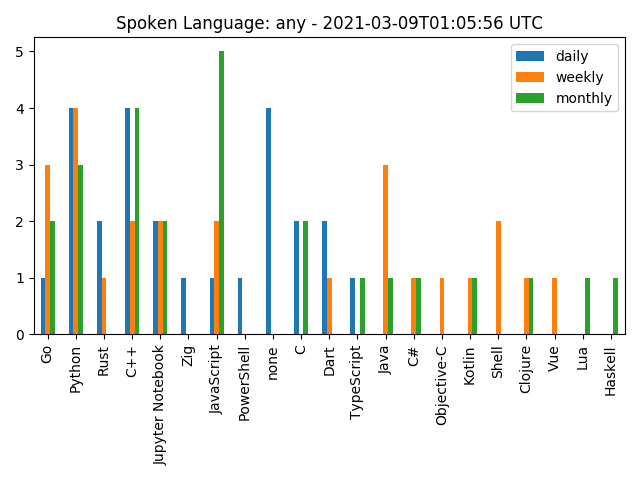 Spoken Language: any - 2021-03-09T01:05:56 UTC
daily
weekly
monthly
5
4
3
2
1
0
Go
Python
Rust
C++
Jupyter Notebook
Zig
JavaScript
PowerShell
none
C
Dart
TypeScript
Java
C#
Objective-C
Kotlin
Shell
Clojure
Vue
Lua
Haskell